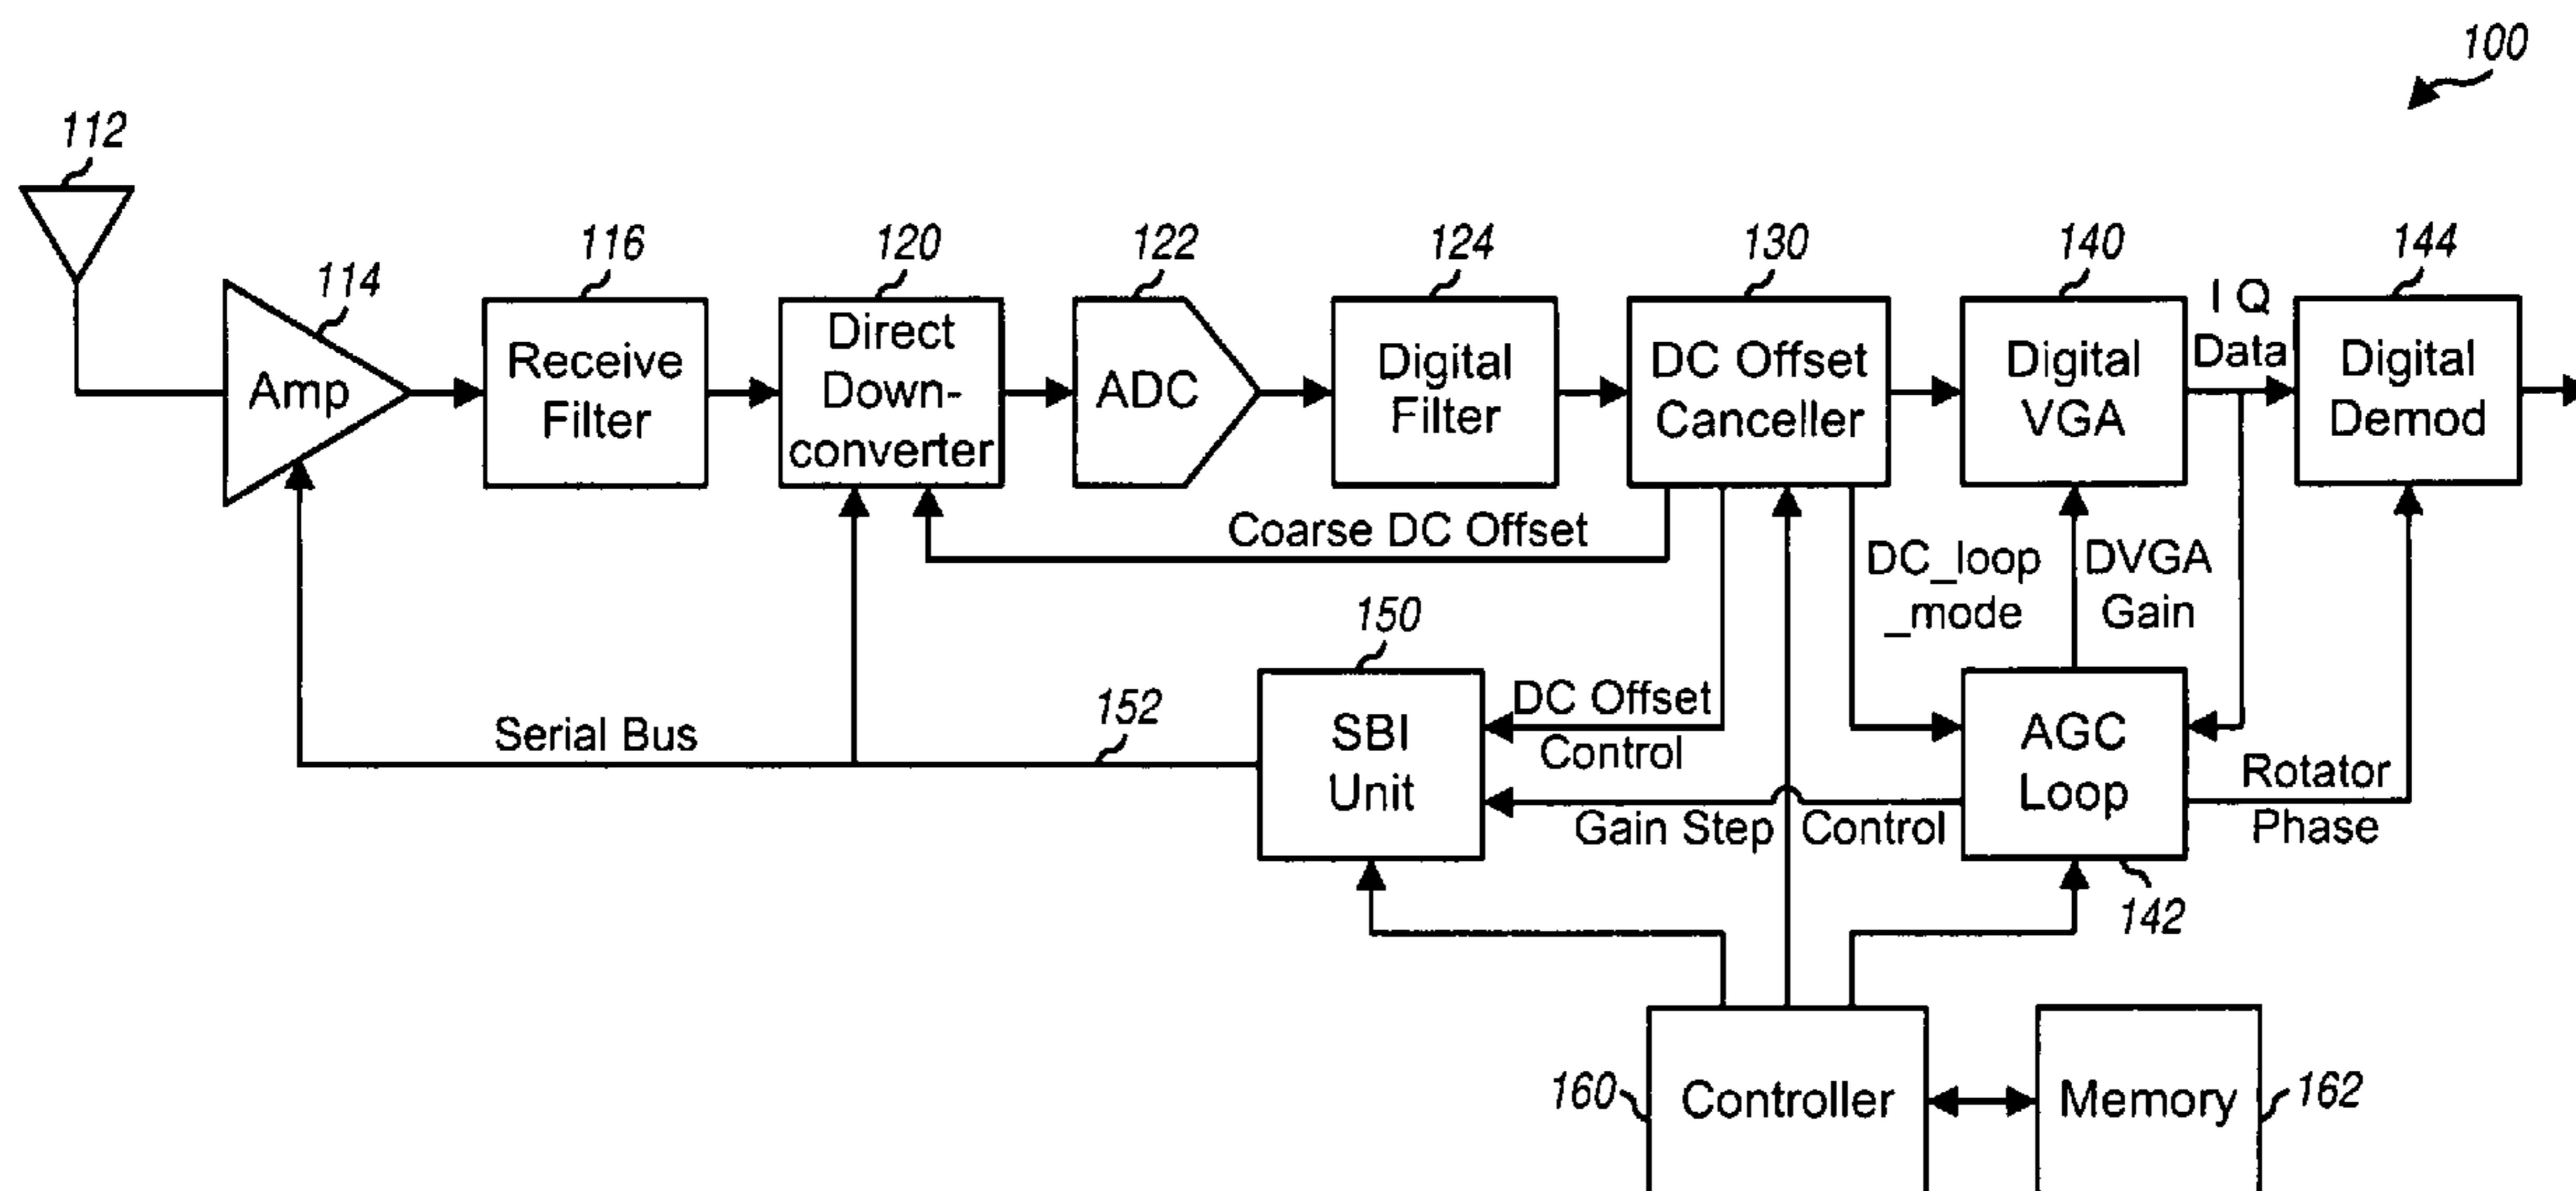 100
112
114
116
120
122
124
130
140
144
Amp
Receive
Filter
Direct
Down-
converter
ADC
Digital
Filter
DC Offset
Canceller
Digital
VGA
I Q
Data
Digital
Demod
Coarse DC Offset
DC_loop
_mode
DVGA
Gain
150
152
Serial Bus
SBI
Unit
DC Offset
Control
Gain Step Control
AGC
Loop
Rotator
Phase
142
160
Controller
Memory
162